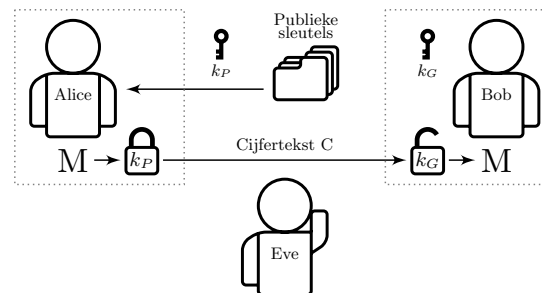 Publieke
sleutels
k_P
k_G
Alice
Bob
Cijfertekst C
M
k_P
k_G
M
Eve